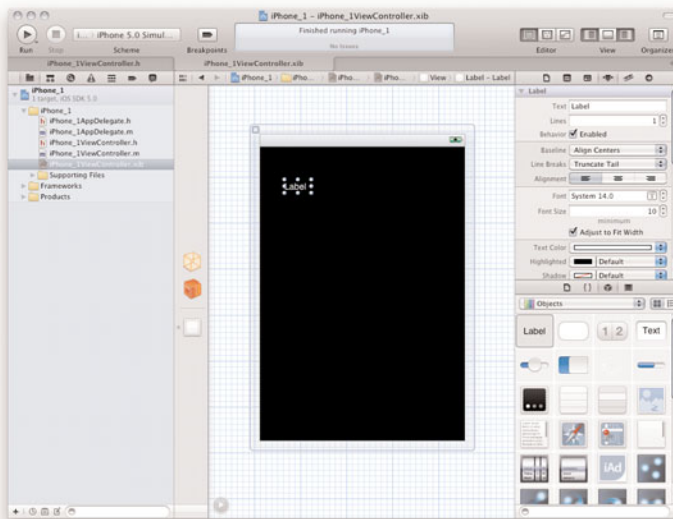 iPhone_1 – iPhone_1ViewController.xib
i... iPhone 5.0 Simul...
Finished running iPhone_1
No Issues
Run Stop Scheme Breakpoints Editor View Organizer
iPhone_1ViewController.h iPhone_1ViewController.xib
iPhone_1 iPho... iPho... iPho... View Label - Label
iPhone_1
1 target, iOS SDK 5.0
iPhone_1
iPhone_1AppDelegate.h
iPhone_1AppDelegate.m
iPhone_1ViewController.h
iPhone_1ViewController.m
iPhone_1ViewController.xib
Supporting Files
Frameworks
Products
Label
Label
Text Label
Lines 1
Behavior Enabled
Baseline Align Centers
Line Breaks Truncate Tail
Alignment
Font System 14.0
Font Size 10
minimum
Adjust to Fit Width
Text Color
Highlighted Default
Shadow Default
Objects
Label 1 2 Text
iAd